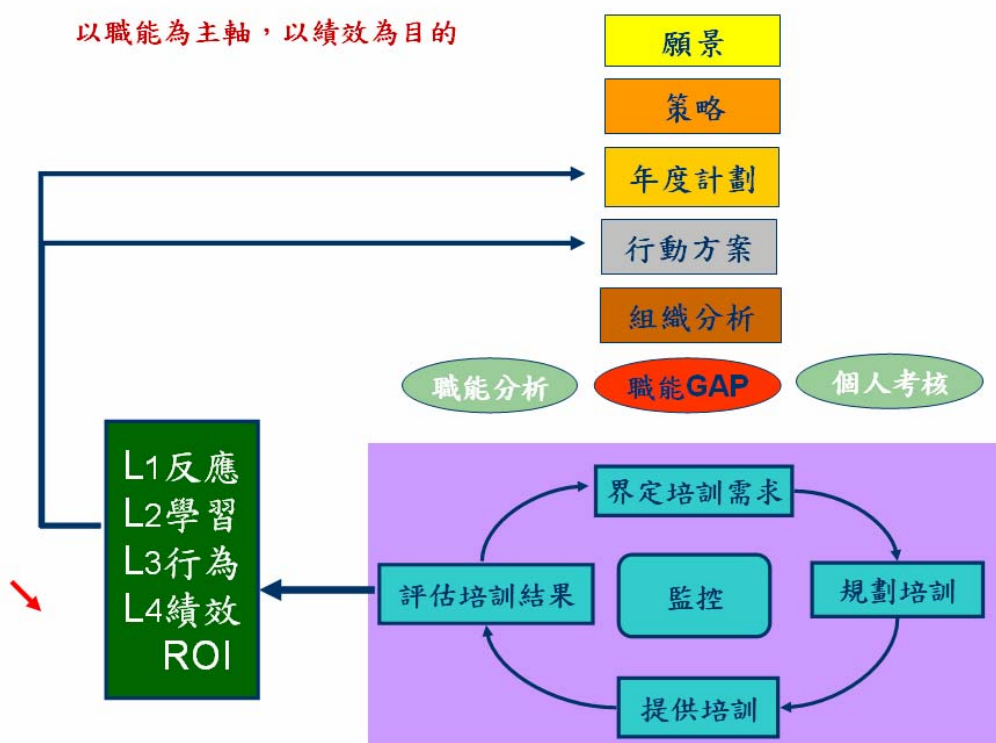 以職能為主軸，以績效為目的
願景
策略
年度計劃
行動方案
組織分析
職能分析
職能GAP
個人考核
L1反應
L2學習
L3行為
L4績效
ROI
界定培訓需求
評估培訓結果
監控
規劃培訓
提供培訓